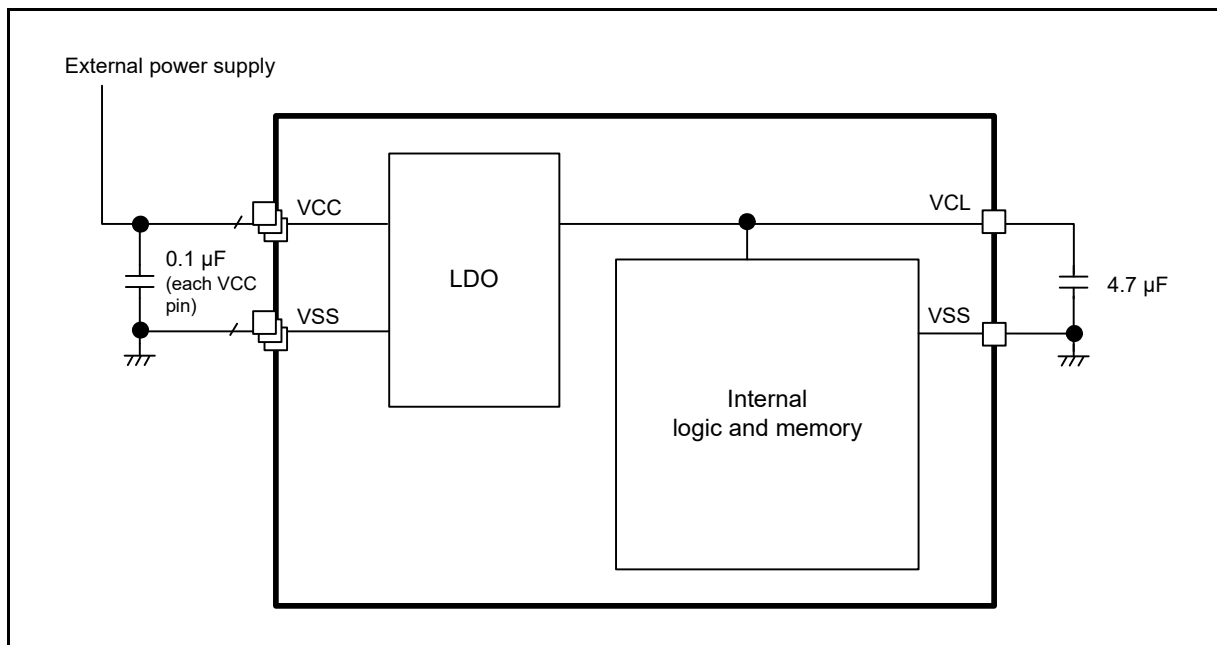 External power supply
VCC
VCL
0.1 µF
(each VCC
pin)
LDO
4.7 µF
VSS
VSS
Internal
logic and memory